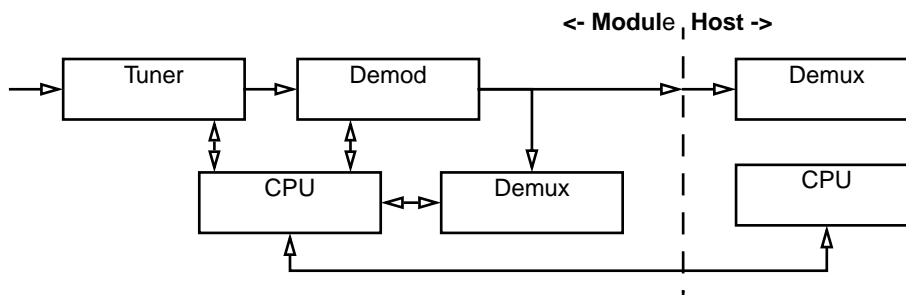 <- Module Host ->
Tuner
Demod
Demux
CPU
Demux
CPU